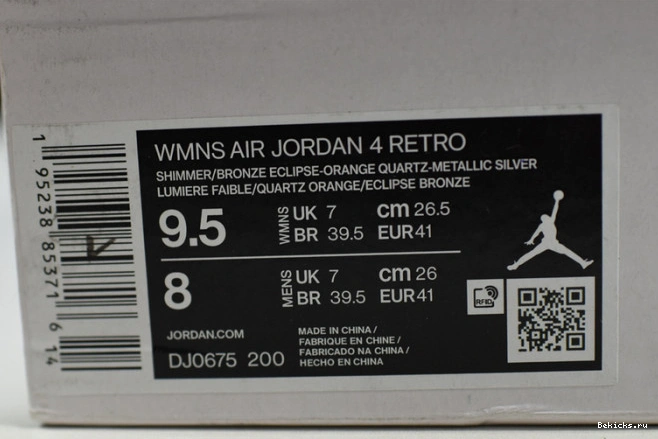 WMNS AIR JORDAN 4 RETRO
SHIMMER/BRONZE ECLIPSE-ORANGE QUARTZ-METALLIC SILVER
LUMIERE FAIBLE/QUARTZ ORANGE/ECLIPSE BRONZE
9.5 WMNS UK 7 cm 26.5
BR 39.5 EUR 41
8 MENS UK 7 cm 26
BR 39.5 EUR 41
RFID
JORDAN.COM
DJ0675 200
MADE IN CHINA /
FABRIQUE EN CHINE /
FABRICADO NA CHINA /
HECHO EN CHINA
1 95238 85371 6 14
Bekicks.ru